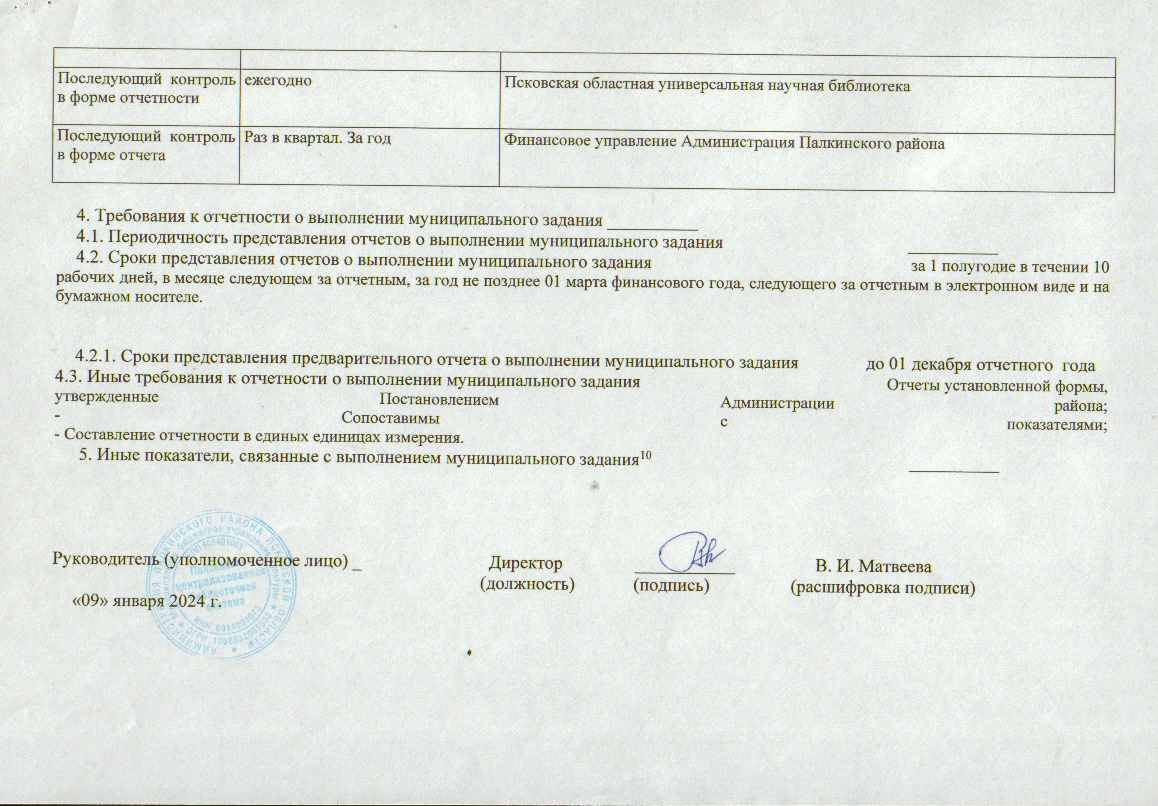 Последующий контроль ежегодно Псковская областная универсальная научная библиотека
в форме отчетности
Последующий контроль Раз в квартал. За год Финансовое управление Администрация Палкинского района
в форме отчета
4. Требования к отчетности о выполнении муниципального задания __________
4.1. Периодичность представления отчетов о выполнении муниципального задания __________
4.2. Сроки представления отчетов о выполнении муниципального задания за 1 полугодие в течении 10
рабочих дней, в месяце следующем за отчетным, за год не позднее 01 марта финансового года, следующего за отчетным в электронном виде и на
бумажном носителе.
4.2.1. Сроки представления предварительного отчета о выполнении муниципального задания до 01 декабря отчетного года
4.3. Иные требования к отчетности о выполнении муниципального задания Отчеты установленной формы,
утвержденные Постановлением Администрации района;
- Сопоставимы с показателями;
- Составление отчетности в единых единицах измерения.
5. Иные показатели, связанные с выполнением муниципального задания10 __________
Руководитель (уполномоченное лицо) _ Директор __________ В. И. Матвеева
(должность) (подпись) (расшифровка подписи)
«09» января 2024 г.
централизованная